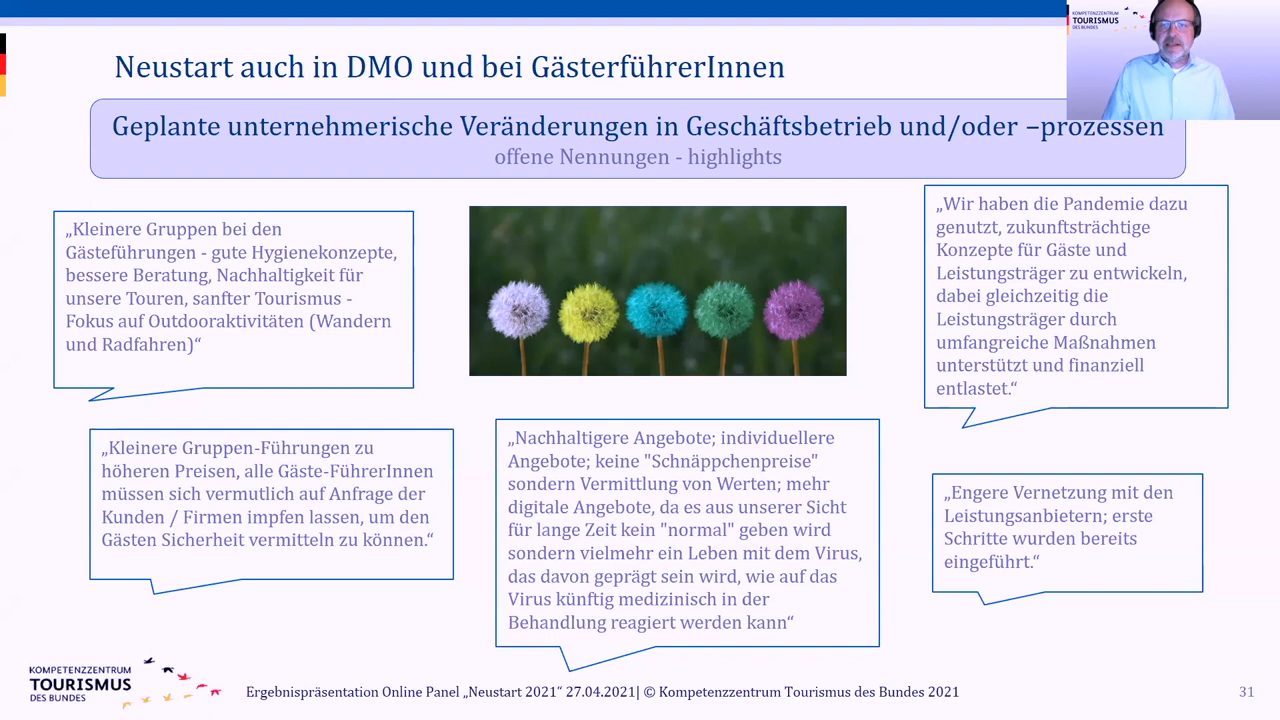 Neustart auch in DMO und bei GästerführerInnen
KOMPETENZZENTRUM
TOURISMUS
DES BUNDES
Geplante unternehmerische Veränderungen in Geschäftsbetrieb und/oder –prozessen
offene Nennungen - highlights
„Kleinere Gruppen bei den
Gästeführungen - gute Hygienekonzepte,
bessere Beratung, Nachhaltigkeit für
unsere Touren, sanfter Tourismus -
Fokus auf Outdooraktivitäten (Wandern
und Radfahren)“
„Wir haben die Pandemie dazu
genutzt, zukunftsträchtige
Konzepte für Gäste und
Leistungsträger zu entwickeln,
dabei gleichzeitig die
Leistungsträger durch
umfangreiche Maßnahmen
unterstützt und finanziell
entlastet.“
„Kleinere Gruppen-Führungen zu
höheren Preisen, alle Gäste-FührerInnen
müssen sich vermutlich auf Anfrage der
Kunden / Firmen impfen lassen, um den
Gästen Sicherheit vermitteln zu können.“
„Nachhaltigere Angebote; individuellere
Angebote; keine "Schnäppchenpreise"
sondern Vermittlung von Werten; mehr
digitale Angebote, da es aus unserer Sicht
für lange Zeit kein "normal" geben wird
sondern vielmehr ein Leben mit dem Virus,
das davon geprägt sein wird, wie auf das
Virus künftig medizinisch in der
Behandlung reagiert werden kann“
„Engere Vernetzung mit den
Leistungsanbietern; erste
Schritte wurden bereits
eingeführt.“
KOMPETENZZENTRUM
TOURISMUS
DES BUNDES
Ergebnispräsentation Online Panel „Neustart 2021“ 27.04.2021| © Kompetenzzentrum Tourismus des Bundes 2021
31